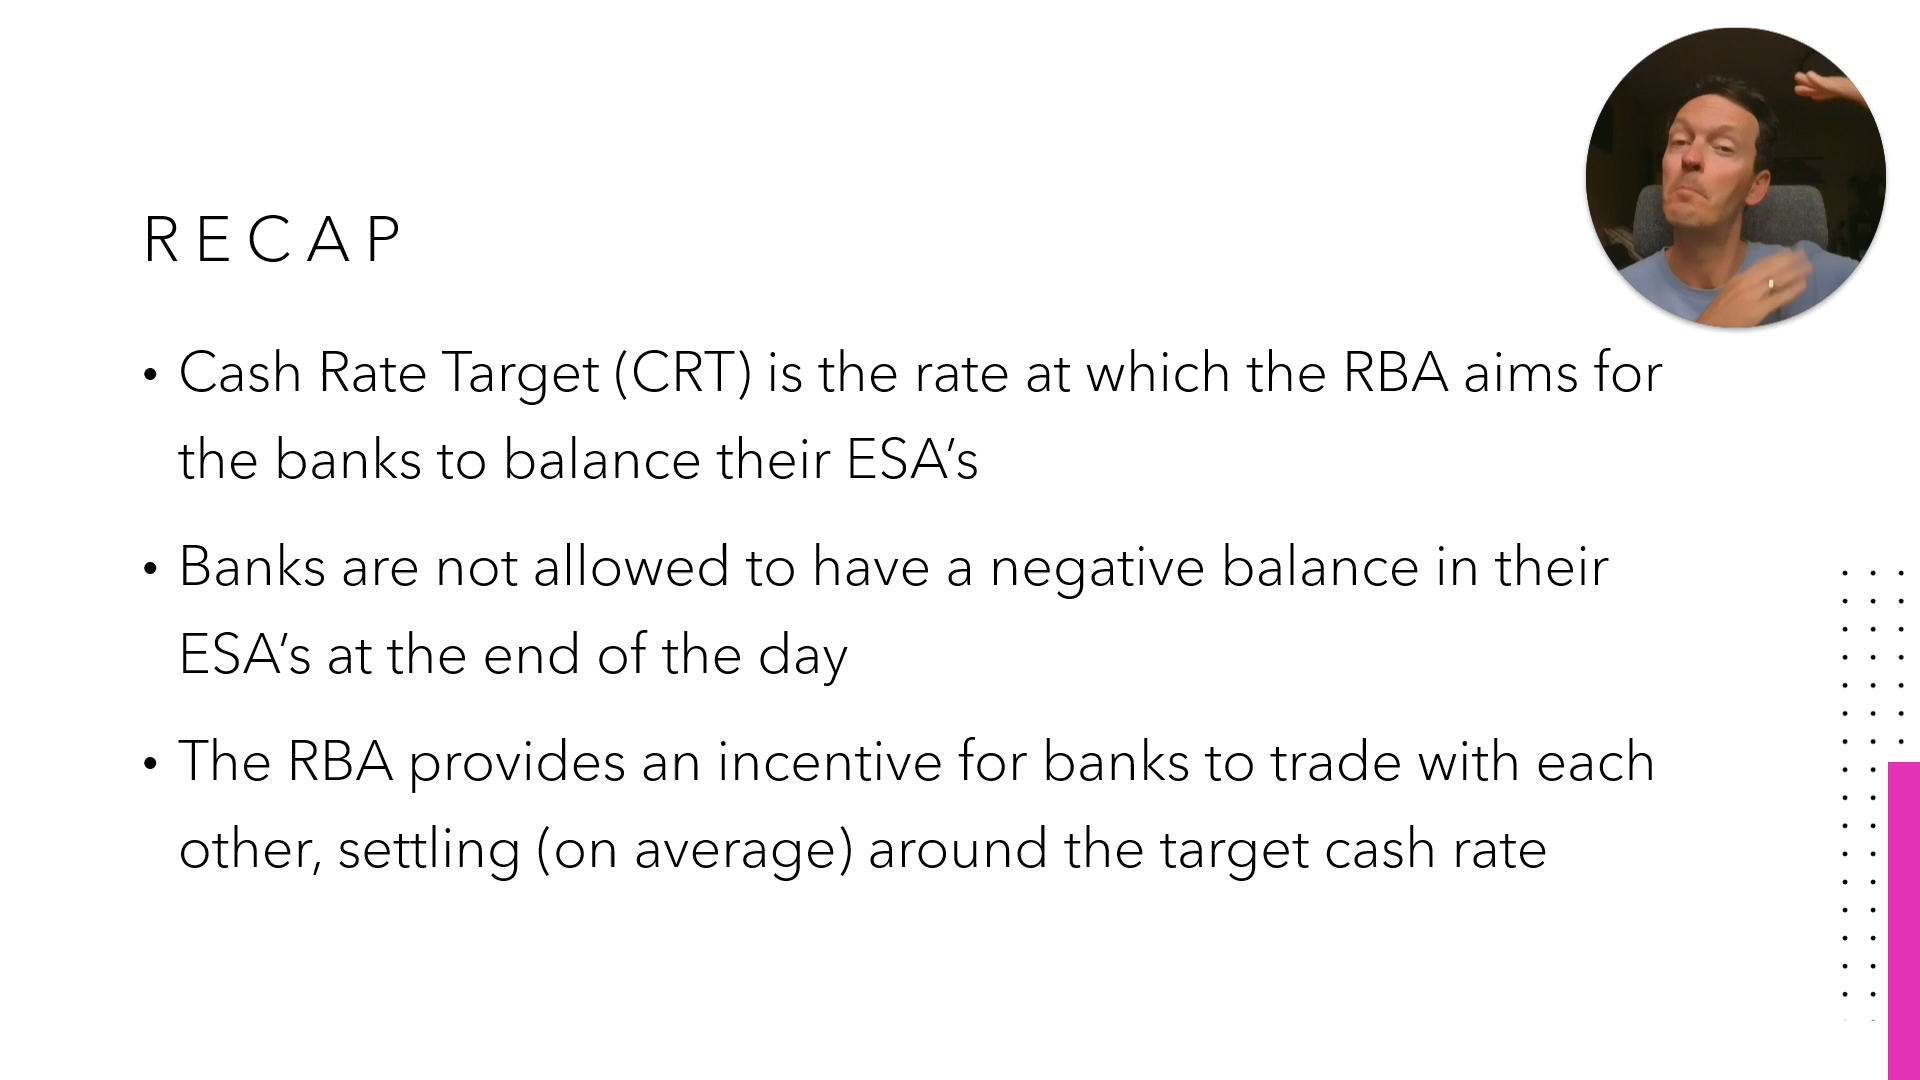 RECAP
• Cash Rate Target (CRT) is the rate at which the RBA aims for
the banks to balance their ESA’s
• Banks are not allowed to have a negative balance in their
ESA’s at the end of the day
• The RBA provides an incentive for banks to trade with each
other, settling (on average) around the target cash rate